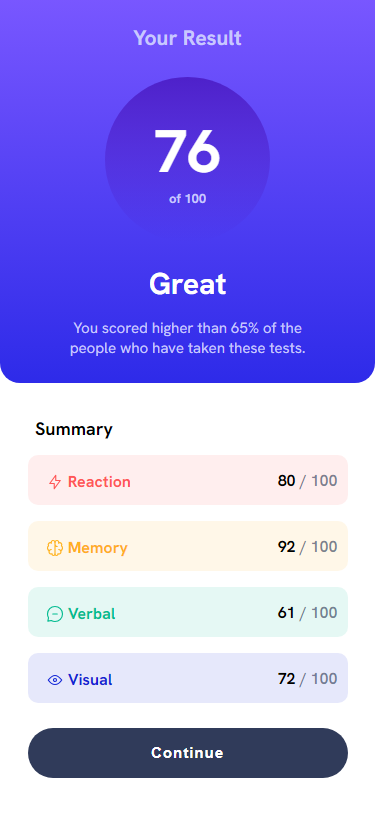 Your Result
76
of 100
Great
You scored higher than 65% of the
people who have taken these tests.
Summary
Reaction 80 / 100
Memory 92 / 100
Verbal 61 / 100
Visual 72 / 100
Continue